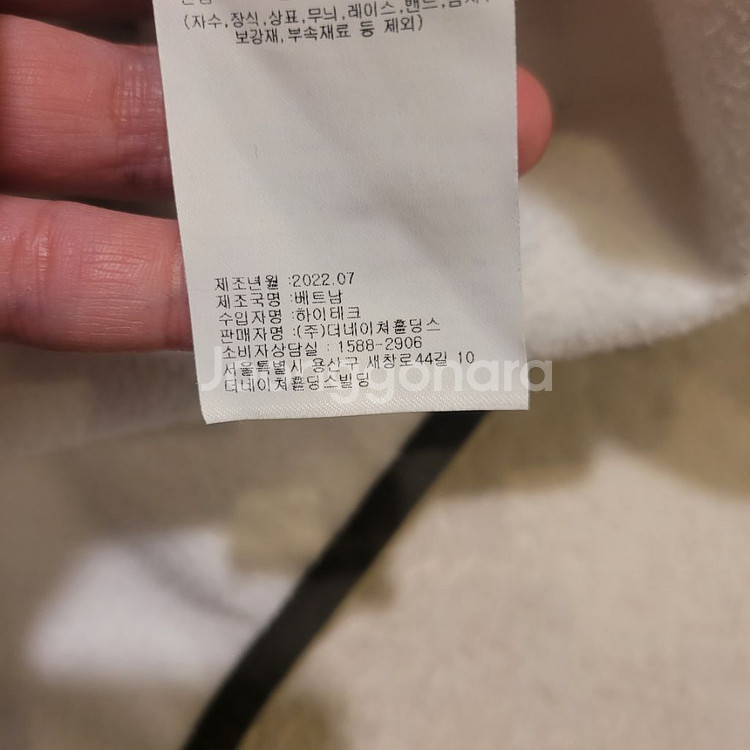 (자수,장식,상표,무늬,레이스,밴드,
보강재,부속재료 등 제외)
제조년월 :2022.07
제조국명 :베트남
수입자명 :하이테크
판매자명 :(주)더네이쳐홀딩스
소비자상담실 : 1588-2906
서울특별시 용산구 새창로44길 10
더네이쳐홀딩스빌딩
Joonggonara